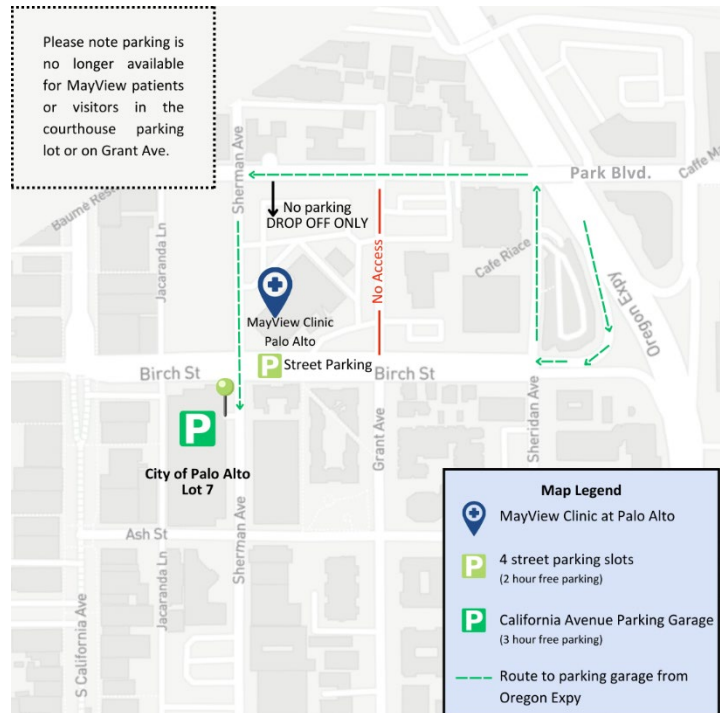 Please note parking is
no longer available
for MayView patients
or visitors in the
courthouse parking
lot or on Grant Ave.
Park Blvd.
Sherman Ave
No parking
DROP OFF ONLY
No Access
Cafe Riace
Oregon Expy
Jacaranda Ln
MayView Clinic
Palo Alto
Street Parking
Birch St
Birch St
City of Palo Alto
Lot 7
Grant Ave
Sheridan Ave
Ash St
Jacaranda Ln
Sherman Ave
S California Ave
Map Legend
MayView Clinic at Palo Alto
P
P
4 street parking slots
(2 hour free parking)
P
P
California Avenue Parking Garage
(3 hour free parking)
Route to parking garage from
Oregon Expy